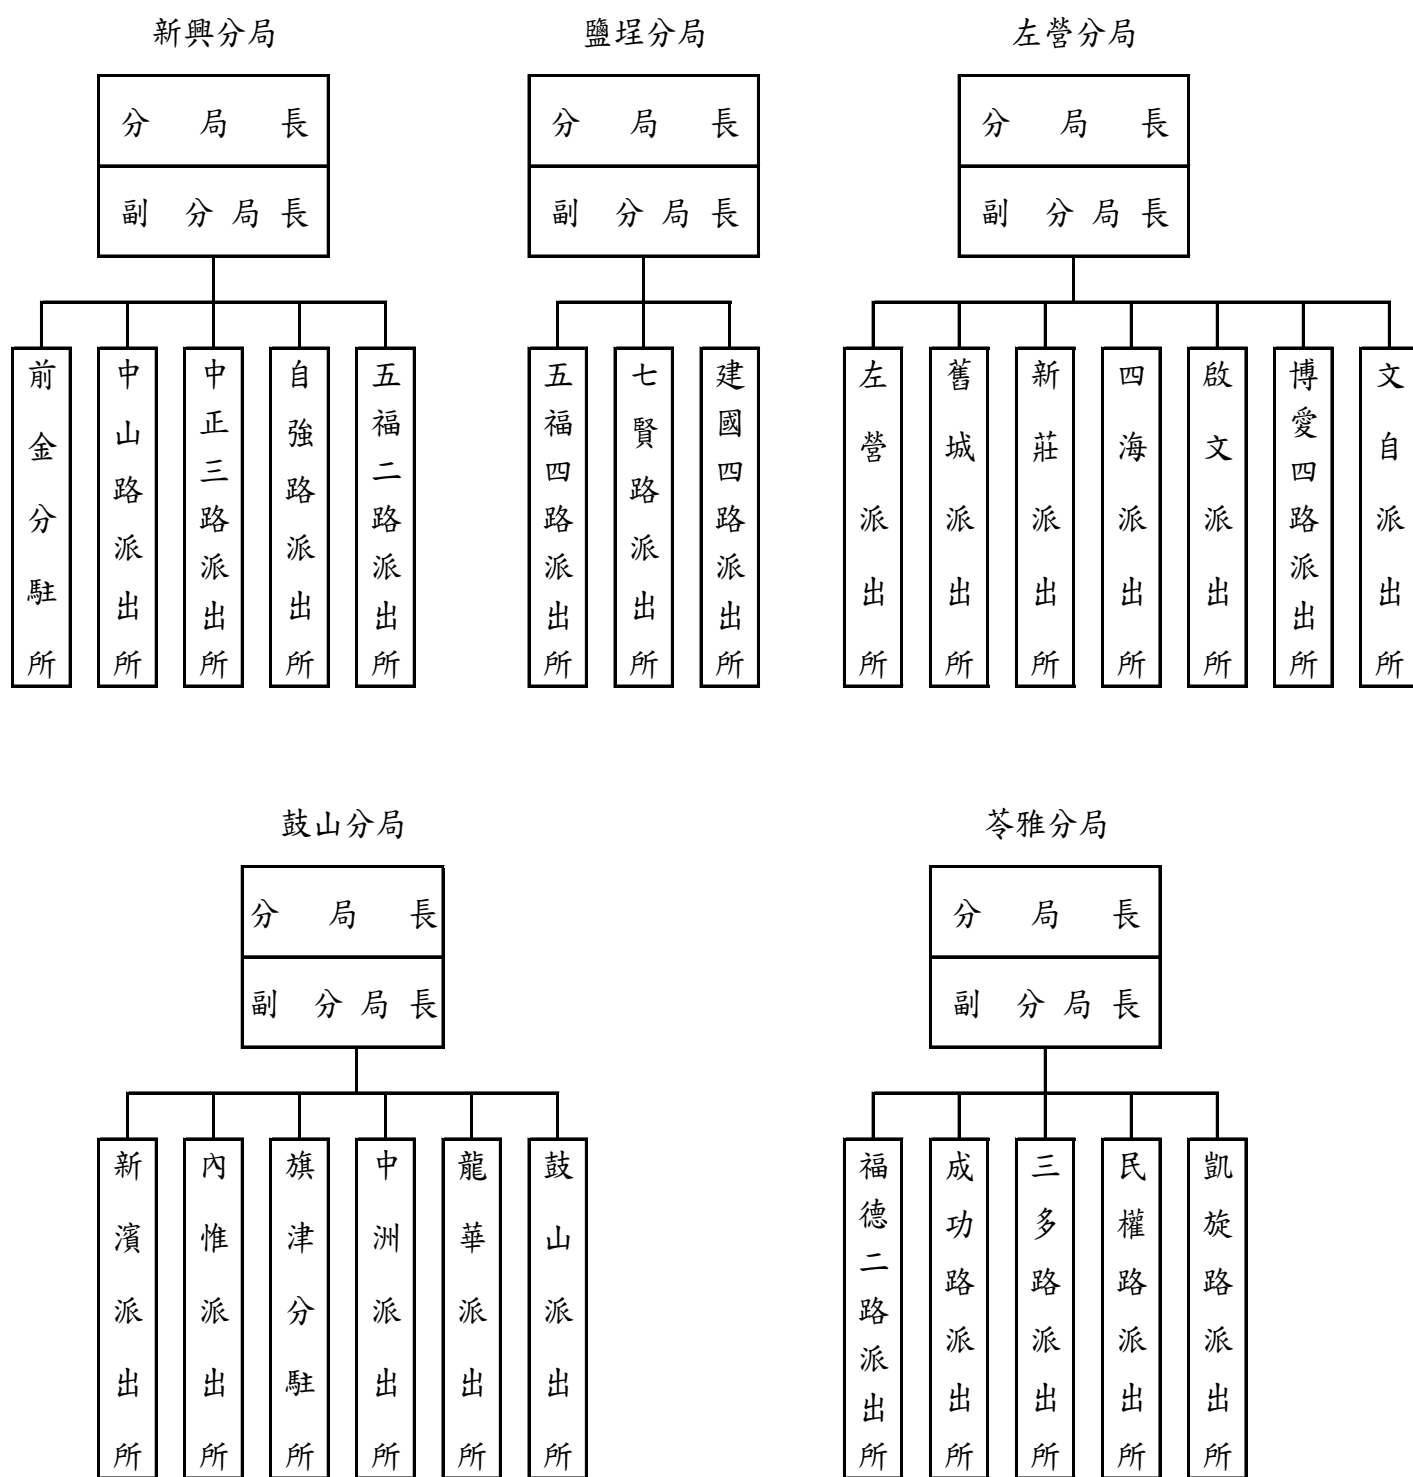 新興分局
分局長
副分局長
前金分駐所
中山路派出所
中正三路派出所
自強路派出所
五福二路派出所
鹽埕分局
分局長
副分局長
五福四路派出所
七賢路派出所
建國四路派出所
左營分局
分局長
副分局長
左營派出所
舊城派出所
新莊派出所
四海派出所
啟文派出所
博愛四路派出所
文自派出所
鼓山分局
分局長
副分局長
新濱派出所
內惟派出所
旗津分駐所
中洲派出所
龍華派出所
鼓山派出所
苓雅分局
分局長
副分局長
福德二路派出所
成功路派出所
三多路派出所
民權路派出所
凱旋路派出所